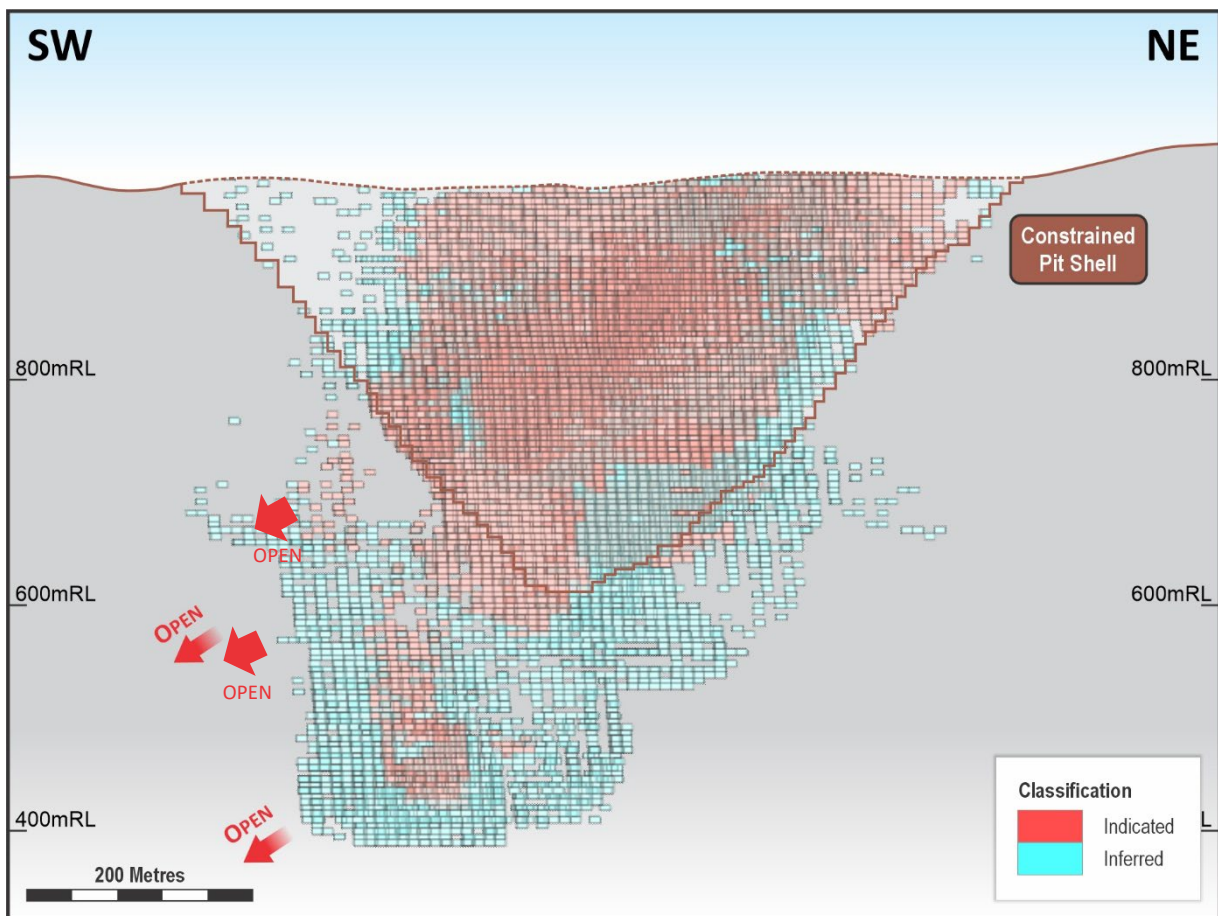 SW
NE
Constrained
Pit Shell
800mRL
800mRL
OPEN
600mRL
600mRL
OPEN
OPEN
400mRL
OPEN
L
200 Metres
Classification
Indicated
Inferred